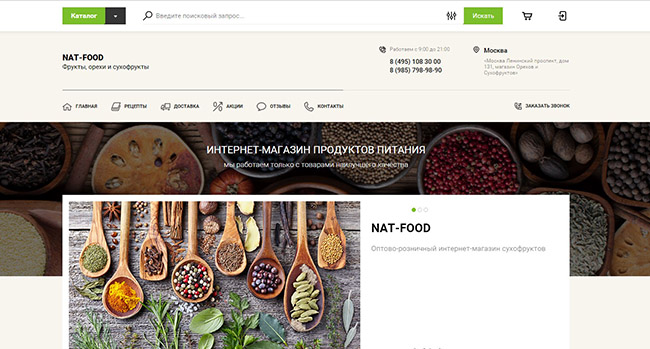 Каталог
Введите поисковый запрос...
Искать
NAT-FOOD
Фрукты, орехи и сухофрукты
Работаем с 9:00 до 21:00
8 (495) 108 30 00
8 (985) 798-98-90
Москва
«Москва Ленинский проспект, дом
131, магазин Орехов и
Сухофруктов»
ГЛАВНАЯ
РЕЦЕПТЫ
ДОСТАВКА
АКЦИИ
ОТЗЫВЫ
КОНТАКТЫ
ЗАКАЗАТЬ ЗВОНОК
ИНТЕРНЕТ-МАГАЗИН ПРОДУКТОВ ПИТАНИЯ
мы работаем только с товарами наилучшего качества
NAT-FOOD
Оптово-розничный интернет-магазин сухофруктов